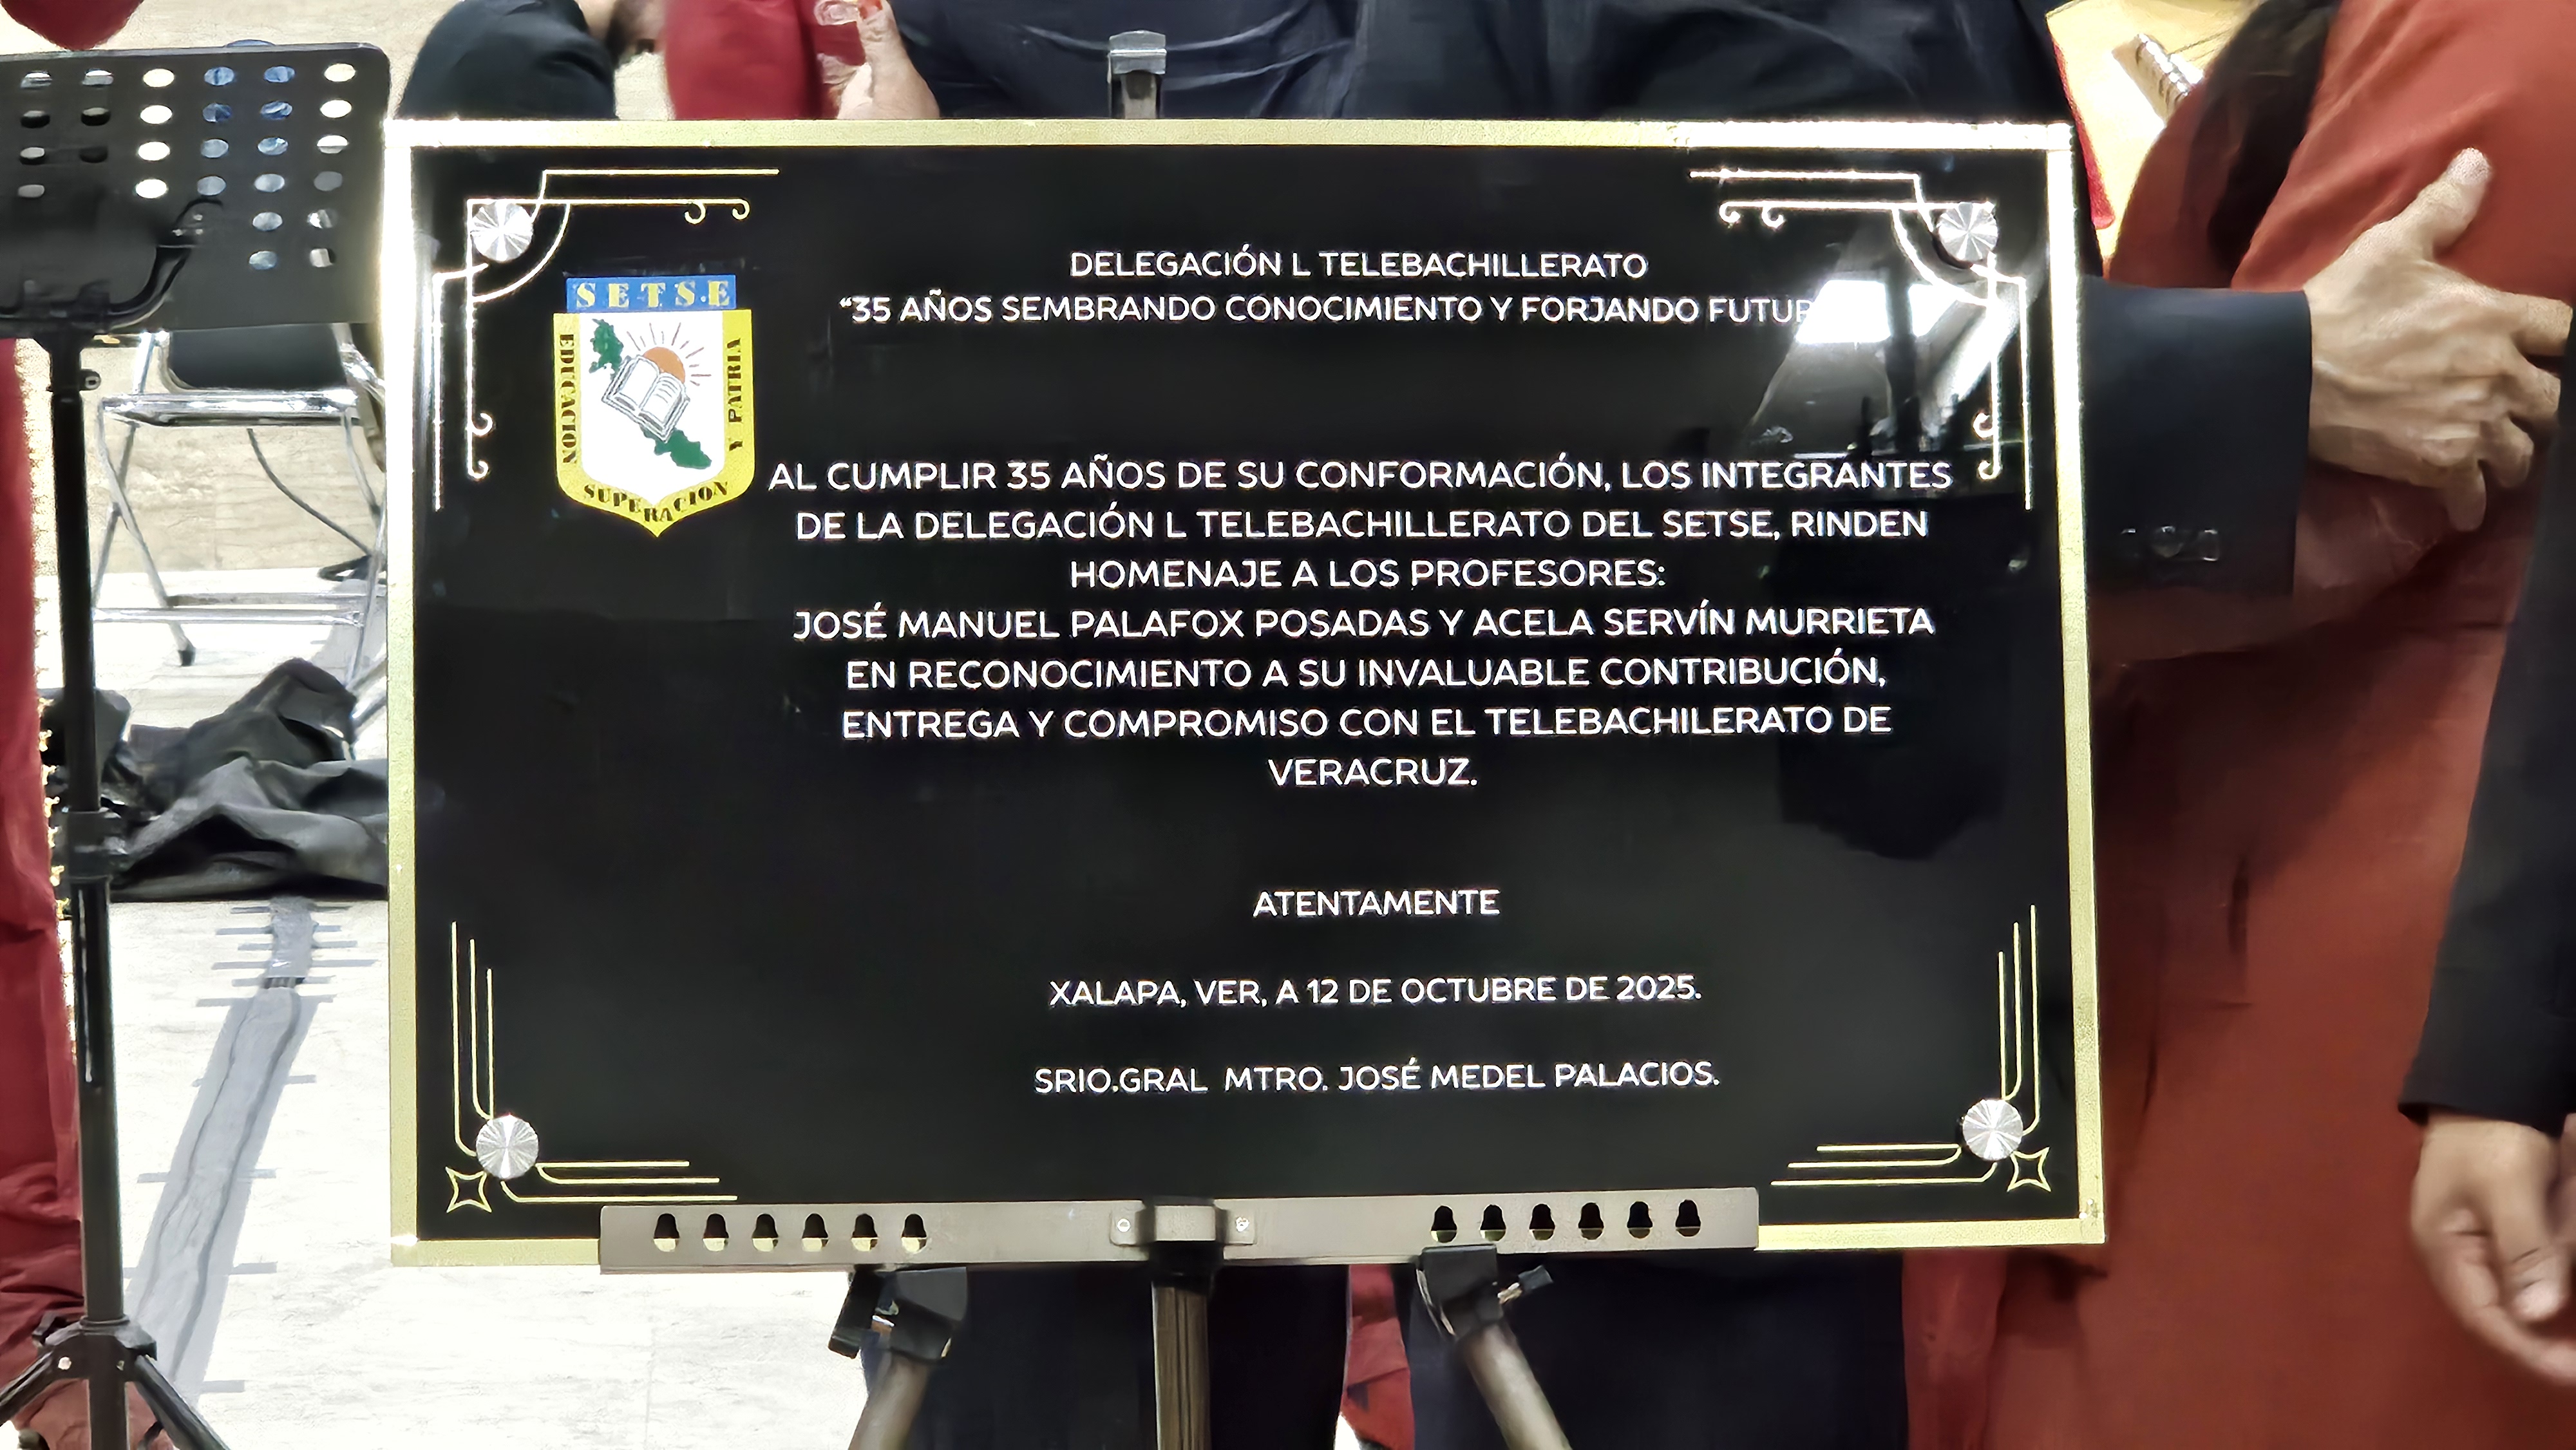 DELEGACIÓN L TELEBACHILLERATO
“35 AÑOS SEMBRANDO CONOCIMIENTO Y FORJANDO
SETSE
EDUCACION
Y PATRIA
SUPERACION
AL CUMPLIR 35 AÑOS DE SU CONFORMACIÓN, LOS INTEGRANTES
DE LA DELEGACIÓN L TELEBACHILLERATO DEL SETSE, RINDEN
HOMENAJE A LOS PROFESORES:
JOSÉ MANUEL PALAFOX POSADAS Y ACELA SERVÍN MURRIETA
EN RECONOCIMIENTO A SU INVALUABLE CONTRIBUCIÓN,
ENTREGA Y COMPROMISO CON EL TELEBACHILERATO DE
VERACRUZ.
ATENTAMENTE
XALAPA, VER, A 12 DE OCTUBRE DE 2025.
SRIO.GRAL MTRO. JOSÉ MEDEL PALACIOS.